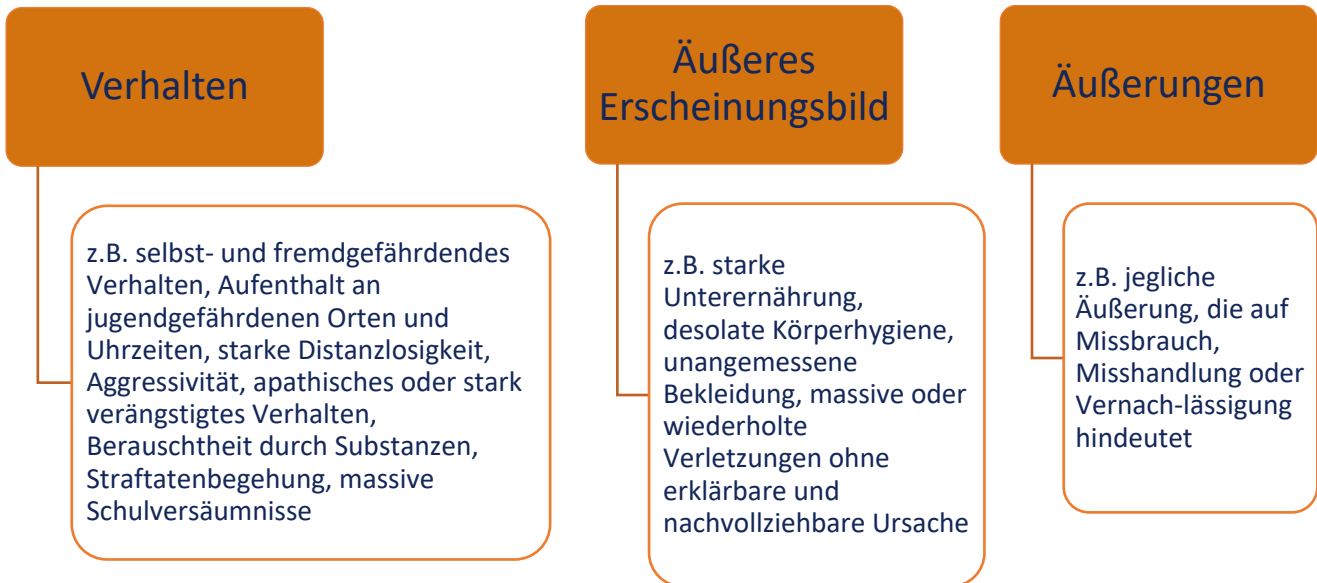 Verhalten
z.B. selbst- und fremdgefährdendes
Verhalten, Aufenthalt an
jugendgefährdenen Orten und
Uhrzeiten, starke Distanzlosigkeit,
Aggressivität, apathisches oder stark
verängstigtes Verhalten,
Berauschtheit durch Substanzen,
Straftatenbegehung, massive
Schulversäumnisse
Äußeres
Erscheinungsbild
z.B. starke
Unterernährung,
desolate Körperhygiene,
unangemessene
Bekleidung, massive oder
wiederholte
Verletzungen ohne
erklärbare und
nachvollziehbare Ursache
Äußerungen
z.B. jegliche
Äußerung, die auf
Missbrauch,
Misshandlung oder
Vernach-lässigung
hindeutet